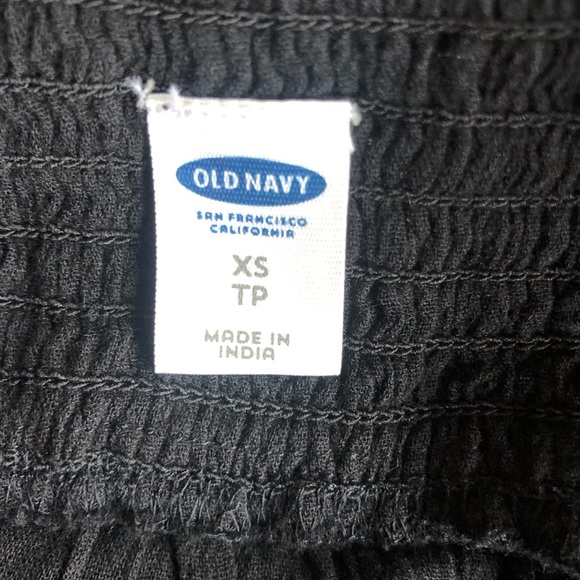 OLD NAVY
SAN FRANCISCO
CALIFORNIA
XS
TP
MADE IN
INDIA